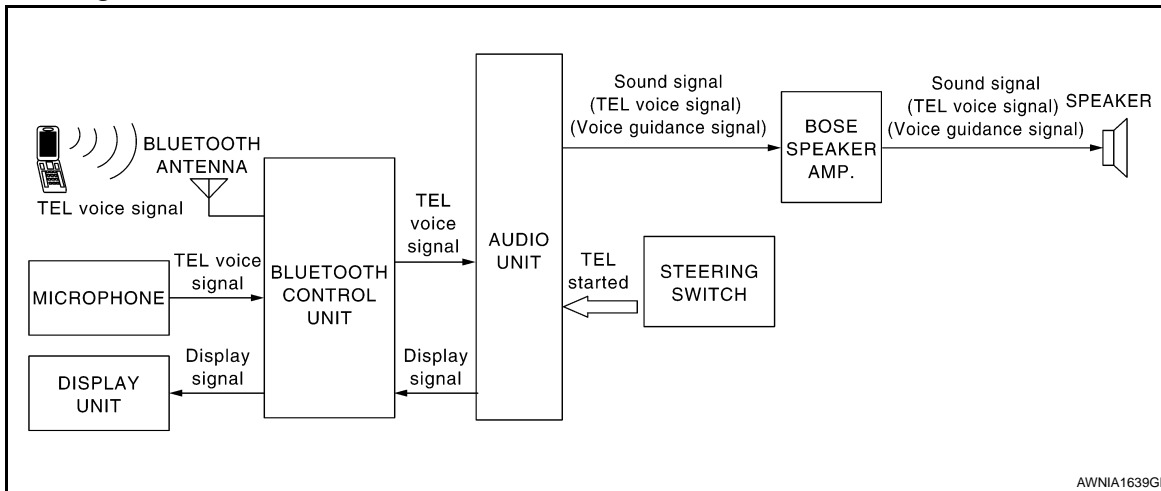 BLUETOOTH
ANTENNA
TEL voice signal
MICROPHONE
TEL voice
signal
DISPLAY
UNIT
Display
signal
BLUETOOTH
CONTROL
UNIT
TEL
voice
signal
Display
signal
AUDIO
UNIT
Sound signal
(TEL voice signal)
(Voice guidance signal)
TEL
started
STEERING
SWITCH
BOSE
SPEAKER
AMP.
Sound signal
(TEL voice signal)
(Voice guidance signal)
SPEAKER